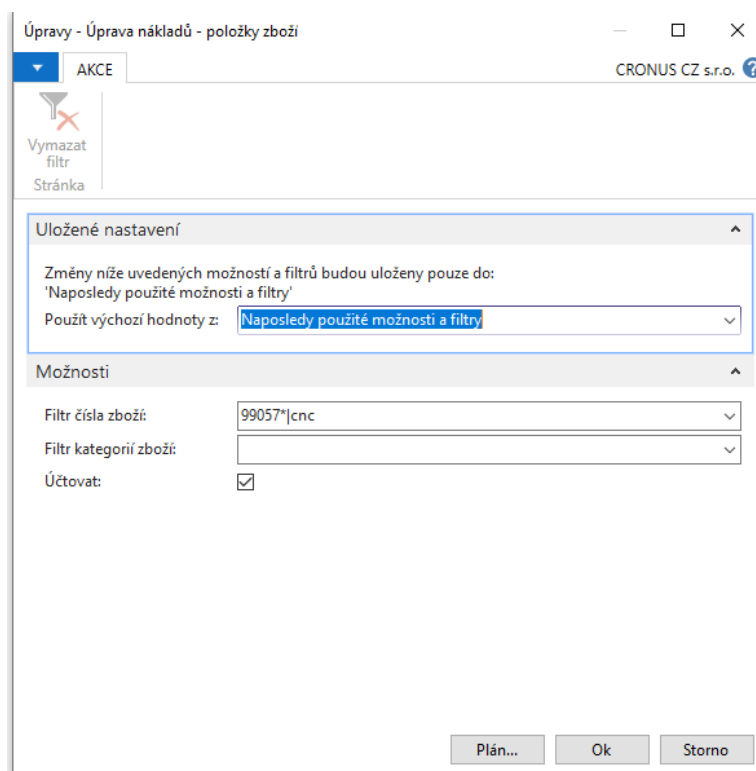 Úpravy - Úprava nákladů - položky zboží
AKCE
CRONUS CZ s.r.o. ?
Vymazat
filtr
Stránka
Uložené nastavení
Změny níže uvedených možností a filtrů budou uloženy pouze do:
'Naposledy použité možnosti a filtry'
Použít výchozí hodnoty z: Naposledy použité možnosti a filtry
Možnosti
Filtr čísla zboží: 99057*|cnc
Filtr kategorií zboží:
Účtovat:
Plán... Ok Storno